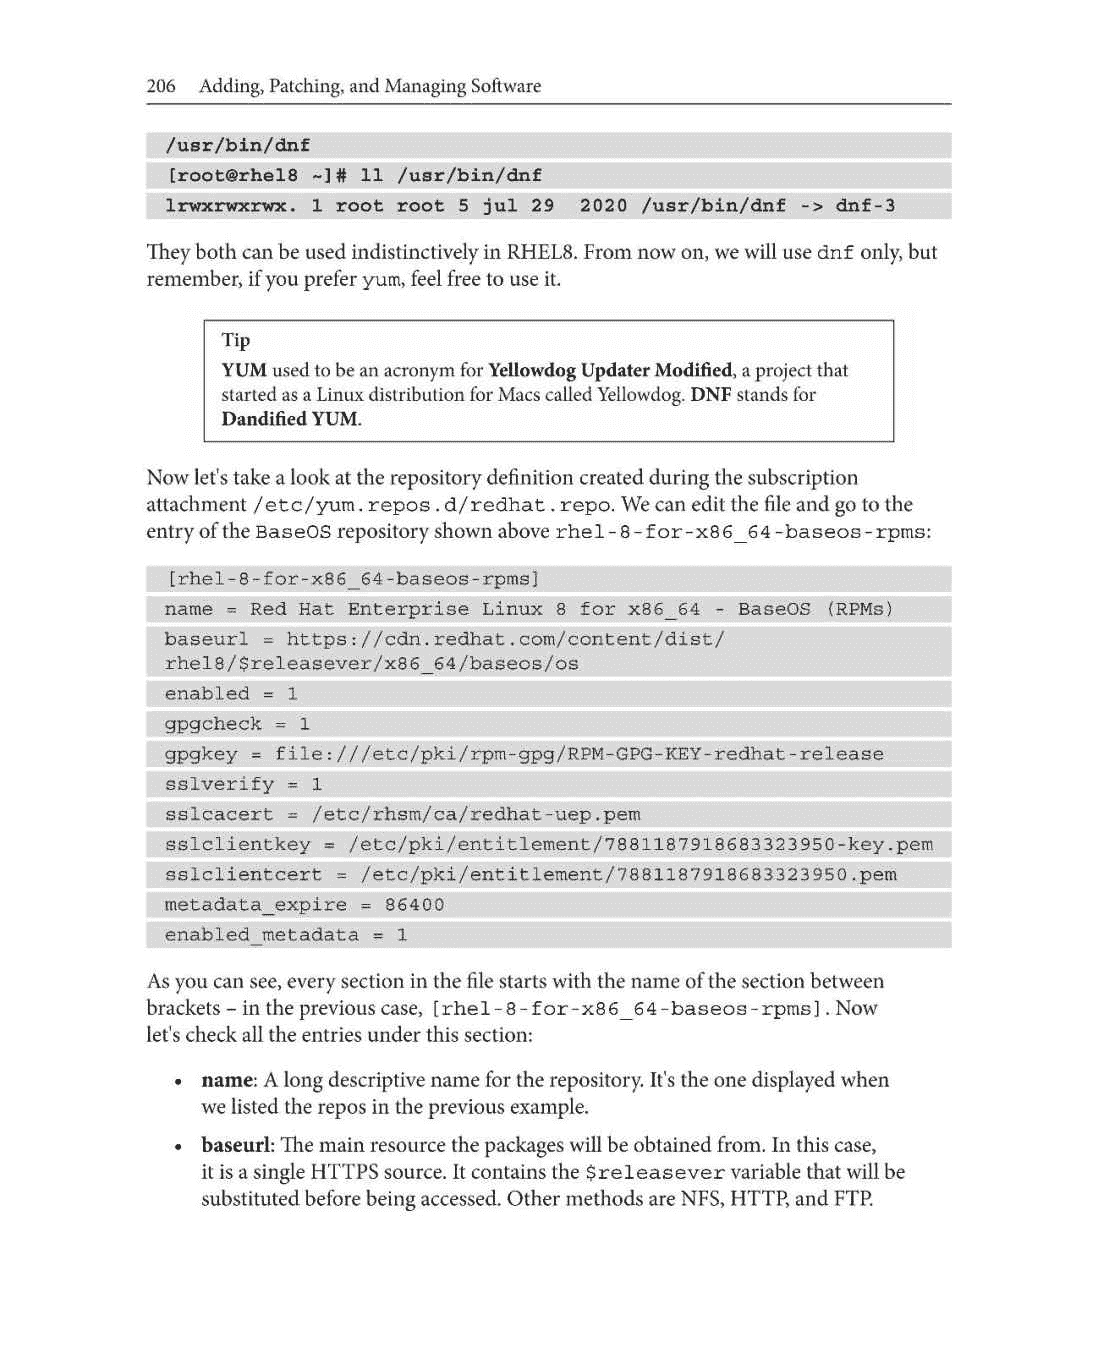 206 Adding, Patching, and Managing Software
/usr/bin/dnf
[root@rhel8 ~]# ll /usr/bin/dnf
lrwxrwxrwx. 1 root root 5 jul 29  2020 /usr/bin/dnf -> dnf-3
They both can be used indistinctively in RHEL8. From now on, we will use dnf only, but
remember, if you prefer yum, feel free to use it.
Tip
YUM used to be an acronym for Yellowdog Updater Modified, a project that
started as a Linux distribution for Macs called Yellowdog. DNF stands for
Dandified YUM.
Now let's take a look at the repository definition created during the subscription
attachment /etc/yum.repos.d/redhat.repo. We can edit the file and go to the
entry of the BaseOS repository shown above rhel-8-for-x86_64-baseos-rpms:
[rhel-8-for-x86_64-baseos-rpms]
name = Red Hat Enterprise Linux 8 for x86_64 - BaseOS (RPMs)
baseurl = https://cdn.redhat.com/content/dist/
rhel8/$releasever/x86_64/baseos/os
enabled = 1
gpgcheck = 1
gpgkey = file:///etc/pki/rpm-gpg/RPM-GPG-KEY-redhat-release
sslverify = 1
sslcacert = /etc/rhsm/ca/redhat-uep.pem
sslclientkey = /etc/pki/entitlement/7881187918683323950-key.pem
sslclientcert = /etc/pki/entitlement/7881187918683323950.pem
metadata_expire = 86400
enabled_metadata = 1
As you can see, every section in the file starts with the name of the section between
brackets – in the previous case, [rhel-8-for-x86_64-baseos-rpms]. Now
let's check all the entries under this section:
• name: A long descriptive name for the repository. It's the one displayed when
we listed the repos in the previous example.
• baseurl: The main resource the packages will be obtained from. In this case,
it is a single HTTPS source. It contains the $releasever variable that will be
substituted before being accessed. Other methods are NFS, HTTP, and FTP.